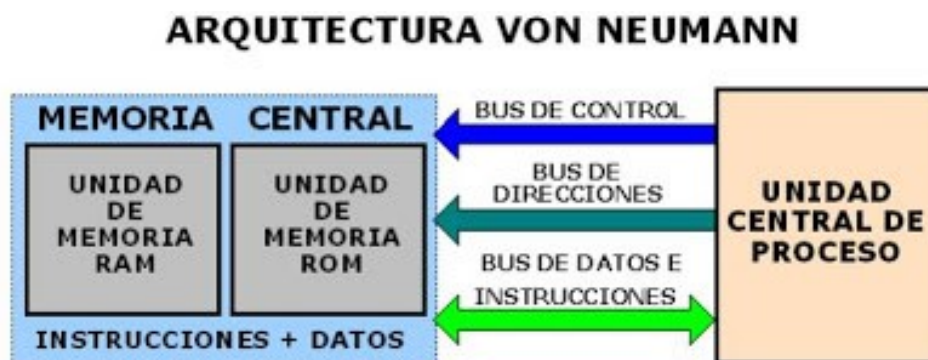 ARQUITECTURA VON NEUMANN
MEMORIA CENTRAL
UNIDAD
DE
MEMORIA
RAM
UNIDAD
DE
MEMORIA
ROM
INSTRUCCIONES + DATOS
BUS DE CONTROL
BUS DE
DIRECCIONES
BUS DE DATOS E
INSTRUCCIONES
UNIDAD
CENTRAL DE
PROCESO